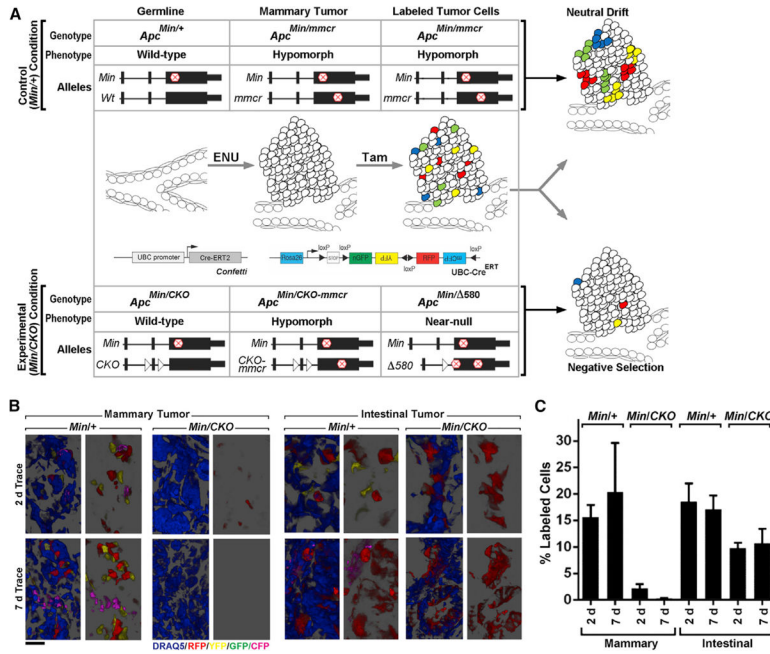 A
Germline
Mammary Tumor
Labeled Tumor Cells
Neutral Drift
Control
(Min/+) Condition
Genotype
Apc Min/+
Apc Min/mmcr
Apc Min/mmcr
Phenotype
Wild-type
Hypomorph
Hypomorph
Alleles
Min
Min
Min
Wt
mmcr
mmcr
ENU
Tam
UBC promoter
Cre-ERT2
Confetti
Rosa26
loxP
STOP
loxP
nGFP
YFP
loxP
RFP
mCFP
loxP
UBC-Cre ERT
Experimental
(Min/CKO) Condition
Genotype
Apc Min/CKO
Apc Min/CKO-mmcr
Apc Min/Δ580
Phenotype
Wild-type
Hypomorph
Near-null
Alleles
Min
Min
Min
CKO
CKO-
mmcr
Δ580
Negative Selection
B
Mammary Tumor
Intestinal Tumor
Min/+
Min/CKO
Min/+
Min/CKO
2 d Trace
7 d Trace
DRAQ5/RFP/YFP/GFP/CFP
C
Min/+
Min/CKO
Min/+
Min/CKO
% Labeled Cells
35
30
25
20
15
10
5
0
2 d
7 d
2 d
7 d
2 d
7 d
2 d
7 d
Mammary
Intestinal